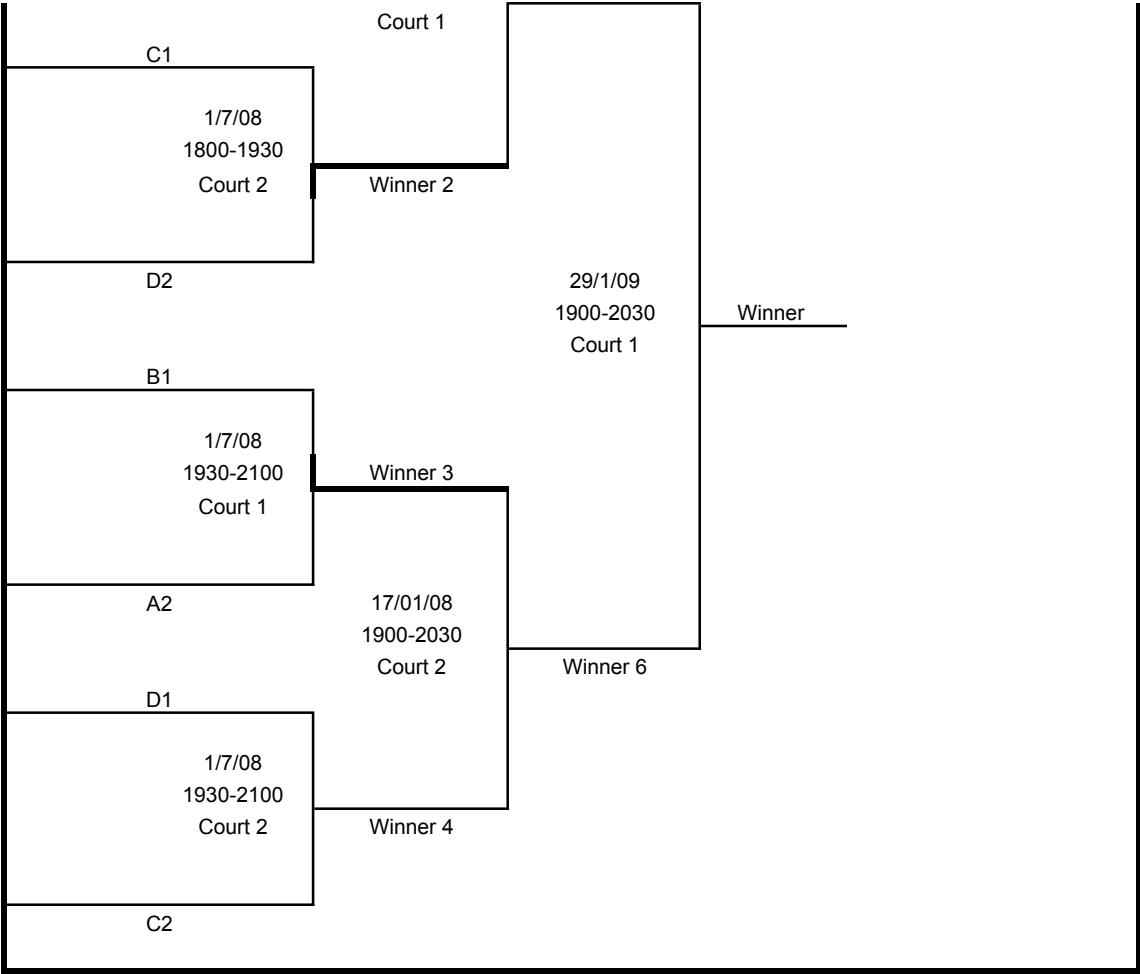 Court 1
C1
1/7/08
1800-1930
Court 2
Winner 2
D2
29/1/09
1900-2030
Court 1
Winner
B1
1/7/08
1930-2100
Court 1
Winner 3
A2
17/01/08
1900-2030
Court 2
Winner 6
D1
1/7/08
1930-2100
Court 2
Winner 4
C2